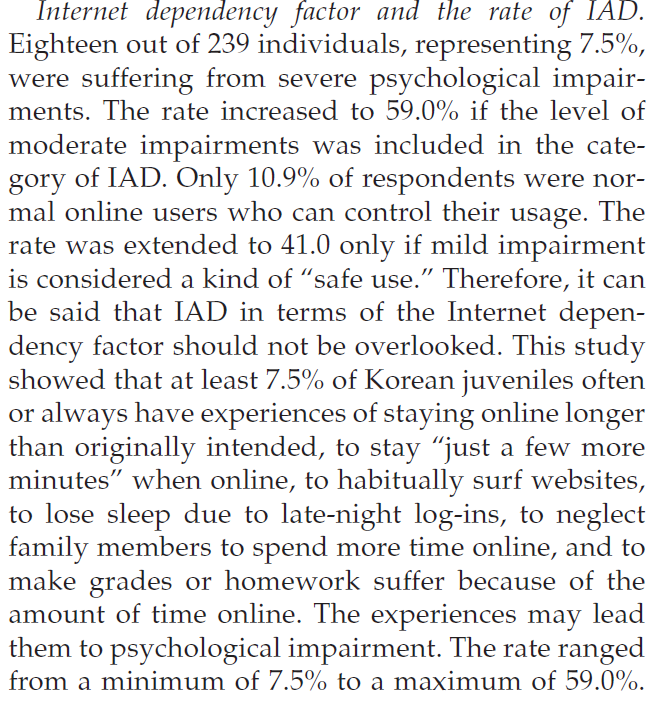 Internet dependency factor and the rate of IAD.
Eighteen out of 239 individuals, representing 7.5%,
were suffering from severe psychological impair-
ments. The rate increased to 59.0% if the level of
moderate impairments was included in the cate-
gory of IAD. Only 10.9% of respondents were nor-
mal online users who can control their usage. The
rate was extended to 41.0 only if mild impairment
is considered a kind of “safe use.” Therefore, it can
be said that IAD in terms of the Internet depen-
dency factor should not be overlooked. This study
showed that at least 7.5% of Korean juveniles often
or always have experiences of staying online longer
than originally intended, to stay “just a few more
minutes” when online, to habitually surf websites,
to lose sleep due to late-night log-ins, to neglect
family members to spend more time online, and to
make grades or homework suffer because of the
amount of time online. The experiences may lead
them to psychological impairment. The rate ranged
from a minimum of 7.5% to a maximum of 59.0%.